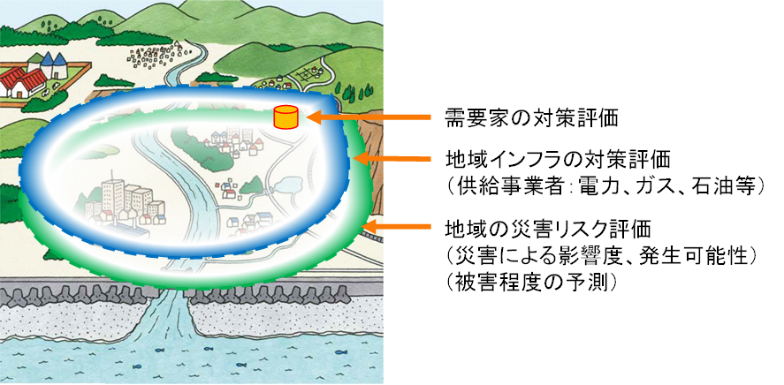 需要家の対策評価
地域インフラの対策評価
（供給事業者：電力、ガス、石油等）
地域の災害リスク評価
（災害による影響度、発生可能性）
（被害程度の予測）